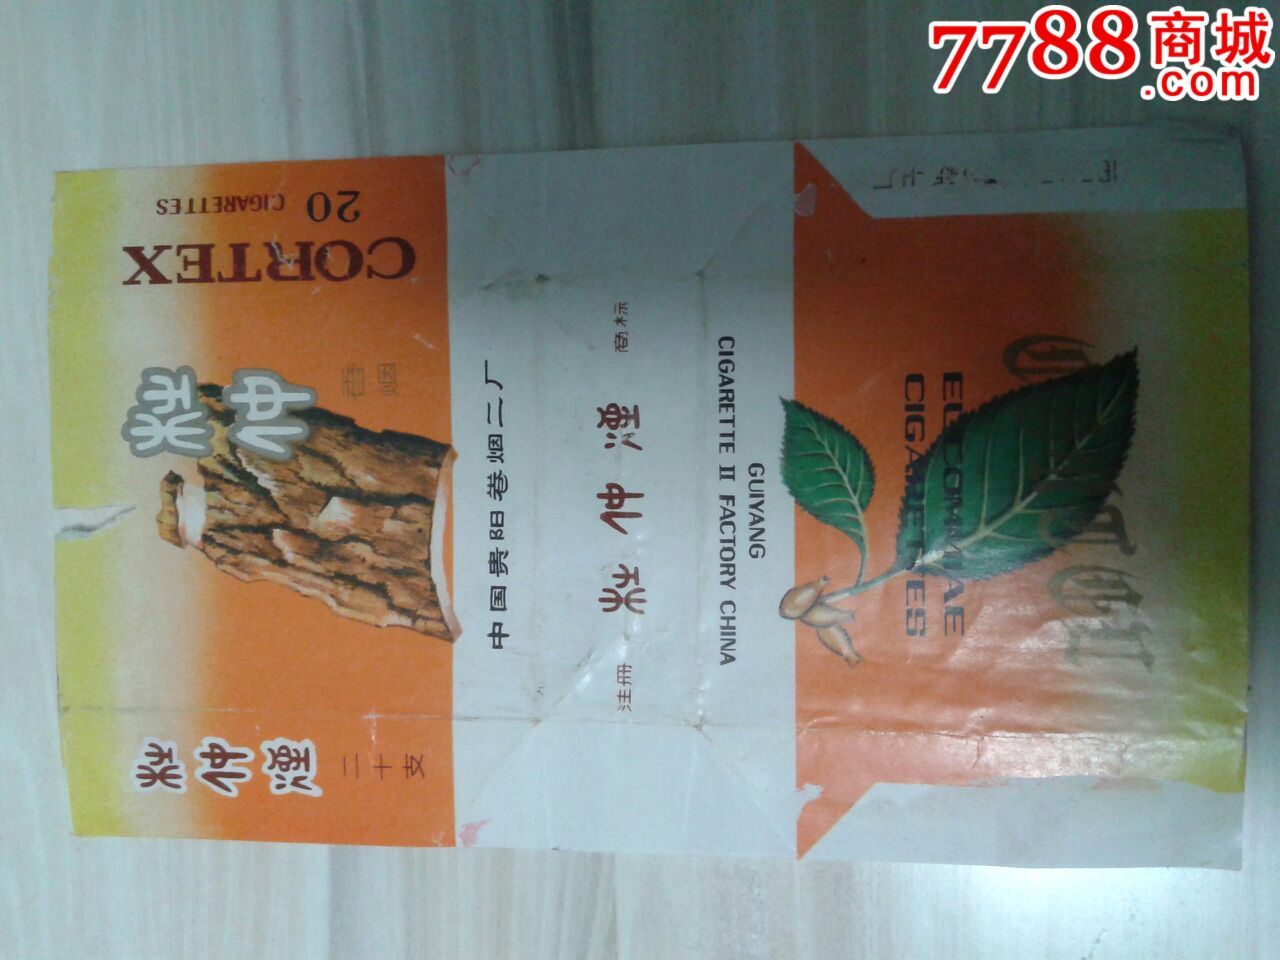 7788商城
.com
20
CIGARETTES
CORTEX
杜仲
香烟
杜仲烟
二十支
中国贵阳卷烟二厂
注册
杜仲烟
商标
GUIYANG
CIGARETTE II FACTORY CHINA
EUCOMMIAE
CIGARETTES